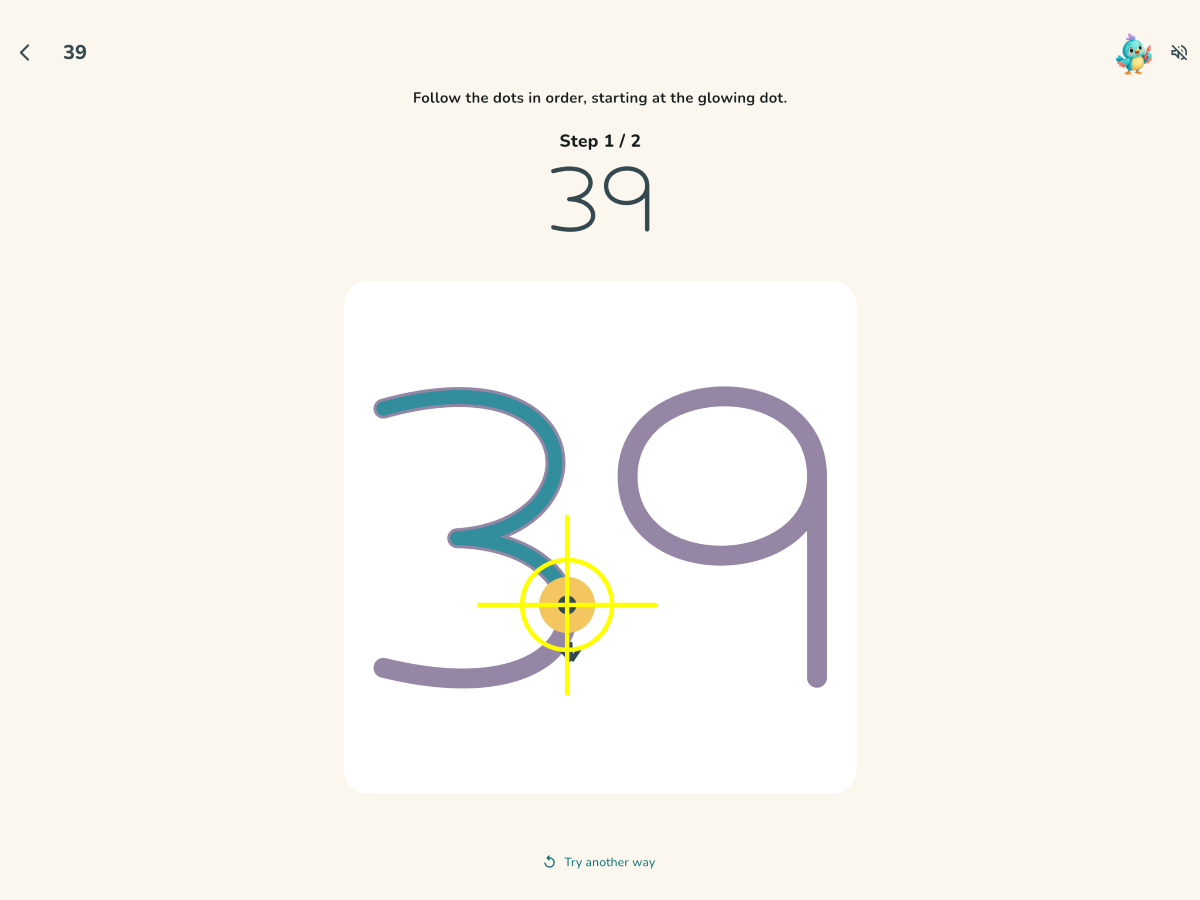 39
Follow the dots in order, starting at the glowing dot.
Step 1 / 2
39
39
Try another way